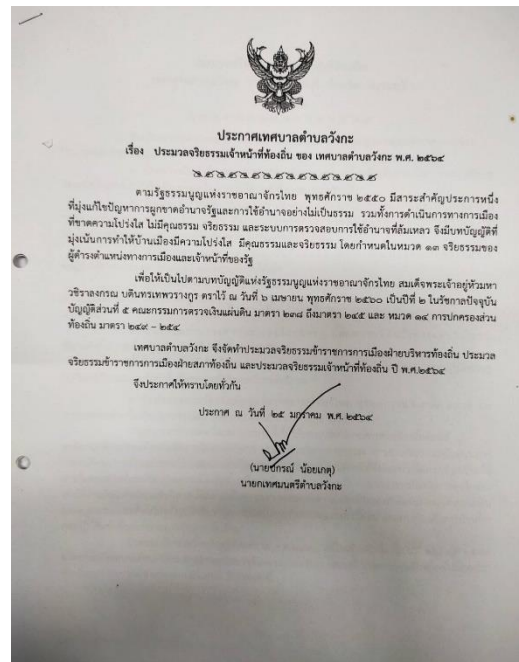 ประกาศเทศบาลตำบลวังกะ
เรื่อง ประมวลจริยธรรมเจ้าหน้าที่ท้องถิ่น ของ เทศบาลตำบลวังกะ พ.ศ. ๒๕๖๔
ตามรัฐธรรมนูญแห่งราชอาณาจักรไทย พุทธศักราช ๒๕๕๐ มีสาระสำคัญประการหนึ่ง
ที่มุ่งแก้ไขปัญหาการผูกขาดอำนาจรัฐและการใช้อำนาจอย่างไม่เป็นธรรม รวมทั้งการดำเนินการทางการเมือง
ที่ขาดความโปร่งใส ไม่มีคุณธรรม จริยธรรม และระบบการตรวจสอบการใช้อำนาจที่ล้มเหลว จึงมีบทบัญญัติที่
มุ่งเน้นการทำให้บ้านเมืองมีความโปร่งใส มีคุณธรรมและจริยธรรม โดยกำหนดในหมวด ๑๓ จริยธรรมของ
ผู้ดำรงตำแหน่งทางการเมืองและเจ้าหน้าที่ของรัฐ
เพื่อให้เป็นไปตามบทบัญญัติแห่งรัฐธรรมนูญแห่งราชอาณาจักรไทย สมเด็จพระเจ้าอยู่หัวมหา
วชิราลงกรณ บดินทรเทพวรางกูร ตราไว้ ณ วันที่ ๖ เมษายน พุทธศักราช ๒๕๖๐ เป็นปีที่ ๒ ในรัชกาลปัจจุบัน
บัญญัติส่วนที่ ๕ คณะกรรมการตรวจเงินแผ่นดิน มาตรา ๒๓๘ ถึงมาตรา ๒๔๕ และ หมวด ๑๔ การปกครองส่วน
ท้องถิ่น มาตรา ๒๔๙ - ๒๕๔
เทศบาลตำบลวังกะ จึงจัดทำประมวลจริยธรรมข้าราชการการเมืองฝ่ายบริหารท้องถิ่น ประมวล
จริยธรรมข้าราชการการเมืองฝ่ายสภาท้องถิ่น และประมวลจริยธรรมเจ้าหน้าที่ท้องถิ่น ปี พ.ศ.๒๕๖๔
จึงประกาศให้ทราบโดยทั่วกัน
ประกาศ ณ วันที่ ๒๕ มกราคม พ.ศ. ๒๕๖๔
น้อยเกตุ)
นายกเทศมนตรีตำบลวังกะ